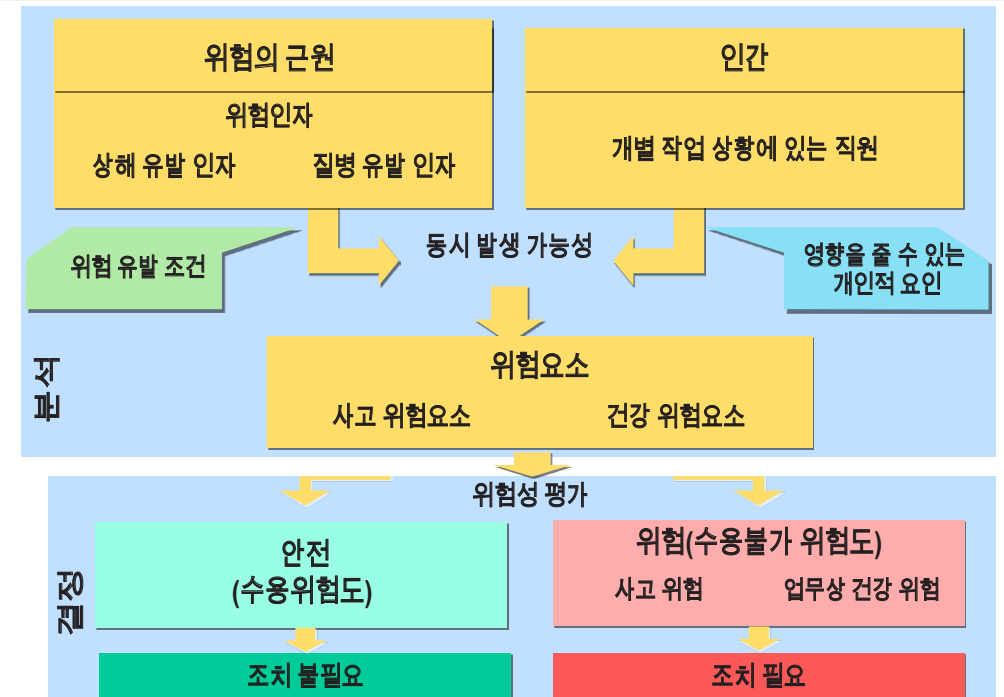 위험의 근원
인간
위험인자
상해 유발 인자
질병 유발 인자
개별 작업 상황에 있는 직원
동시 발생 가능성
위험 유발 조건
영향을 줄 수 있는
개인적 요인
분석
위험요소
사고 위험요소
건강 위험요소
위험성 평가
결정
안전
(수용위험도)
위험(수용불가 위험도)
사고 위험
업무상 건강 위험
조치 불필요
조치 필요